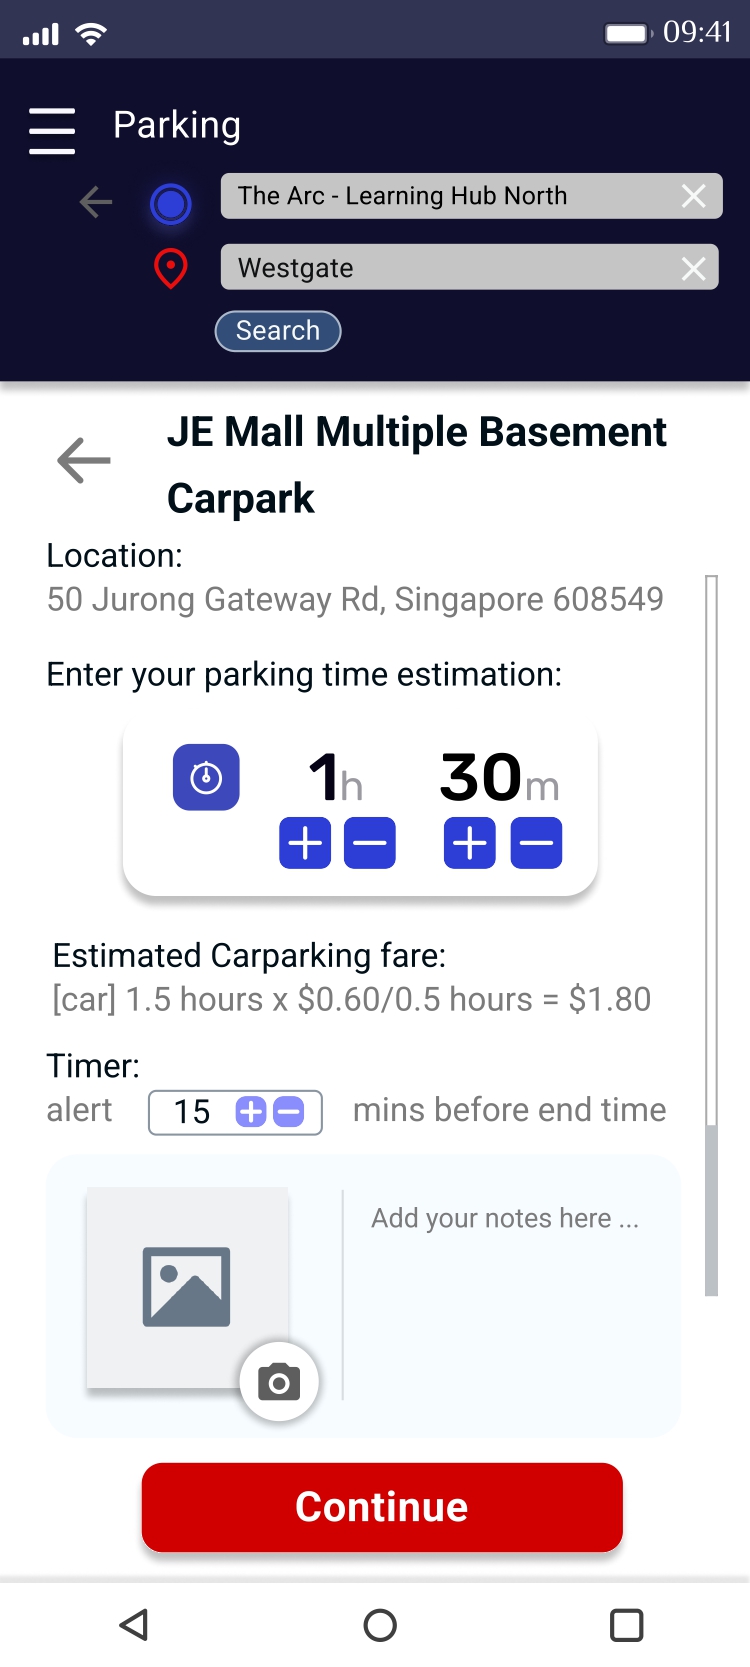 09:41
Parking
The Arc - Learning Hub North
Westgate
Search
JE Mall Multiple Basement
Carpark
Location:
50 Jurong Gateway Rd, Singapore 608549
Enter your parking time estimation:
1h 30m
Estimated Carparking fare:
[car] 1.5 hours x $0.60/0.5 hours = $1.80
Timer:
alert 15 mins before end time
Add your notes here ...
Continue